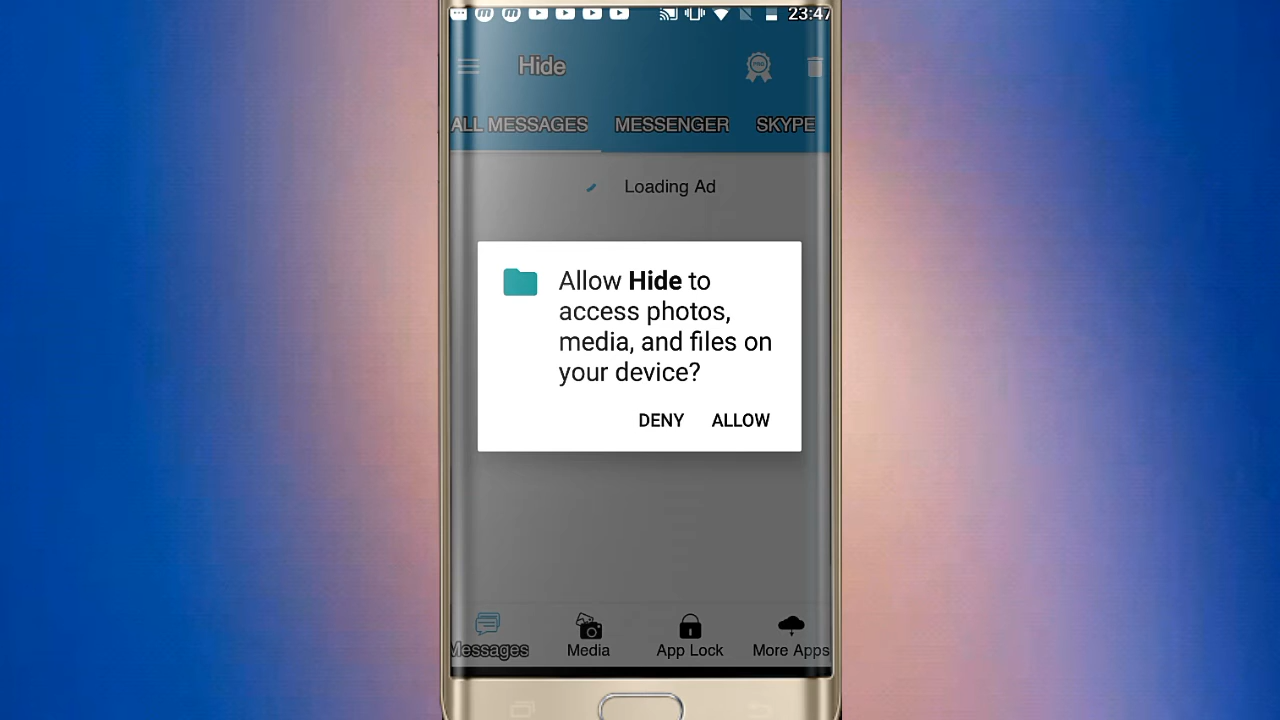 23:47
Hide
PRO
ALL MESSAGES MESSENGER SKYPE
Loading Ad
Allow Hide to
access photos,
media, and files on
your device?
DENY ALLOW
Messages Media App Lock More Apps